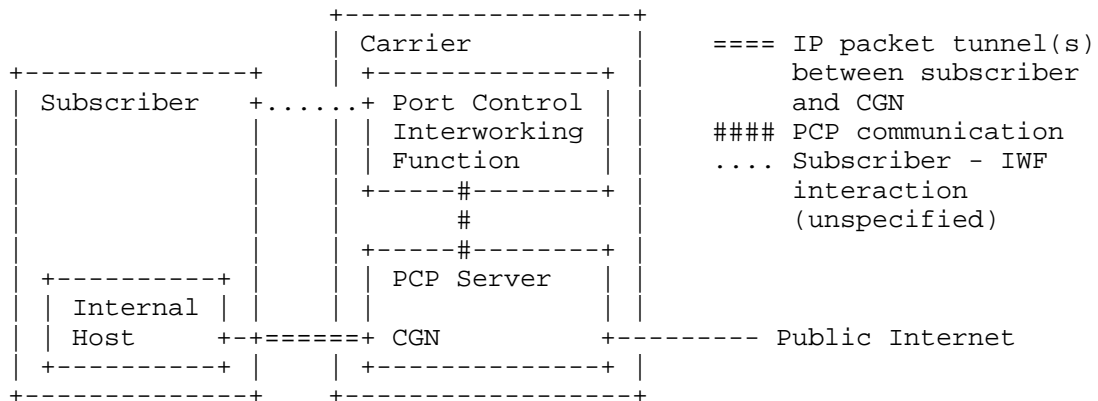 Carrier ==== IP packet tunnel(s)
between subscriber
Subscriber ...... Port Control and CGN
Interworking #### PCP communication
Function .... Subscriber - IWF
# interaction
# (unspecified)
#
PCP Server
Internal
Host ====== CGN Public Internet